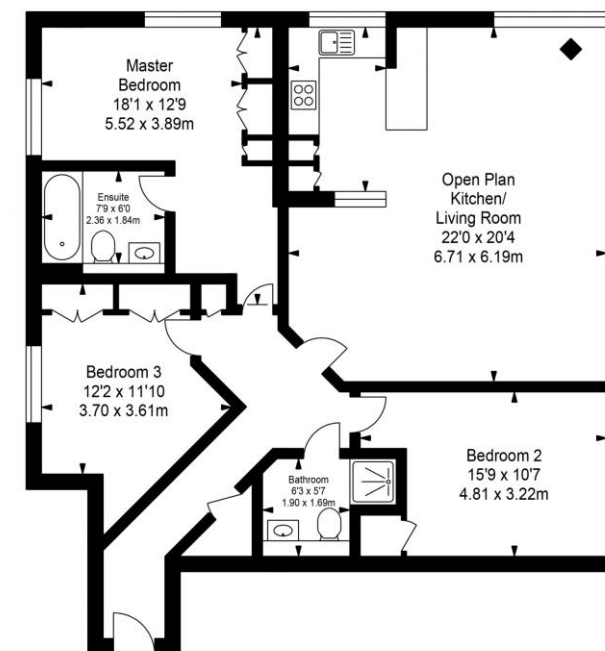 Master
Bedroom
18'1 x 12'9
5.52 x 3.89m
Ensuite
7'9 x 6'0
2.36 x 1.84m
Open Plan
Kitchen/
Living Room
22'0 x 20'4
6.71 x 6.19m
Bedroom 3
12'2 x 11'10
3.70 x 3.61m
Bedroom 2
15'9 x 10'7
4.81 x 3.22m
Bathroom
6'3 x 5'7
1.90 x 1.69m